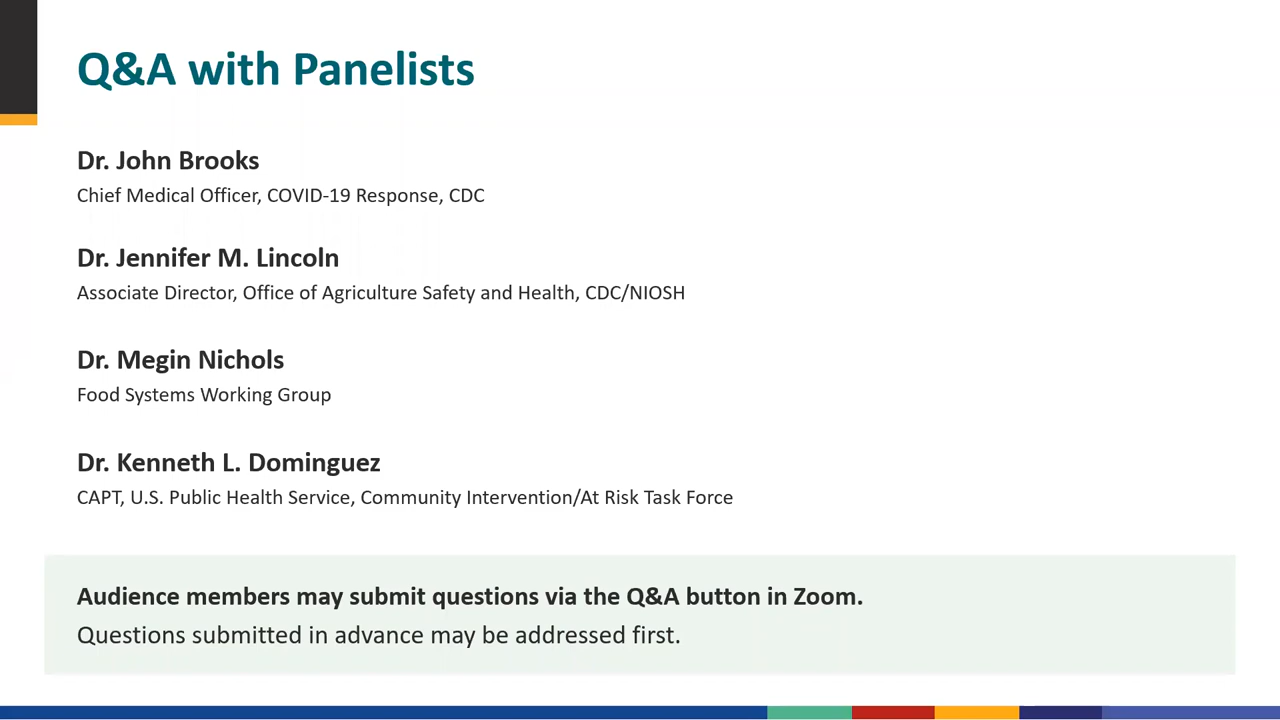 Q&A with Panelists
Dr. John Brooks
Chief Medical Officer, COVID-19 Response, CDC
Dr. Jennifer M. Lincoln
Associate Director, Office of Agriculture Safety and Health, CDC/NIOSH
Dr. Megin Nichols
Food Systems Working Group
Dr. Kenneth L. Dominguez
CAPT, U.S. Public Health Service, Community Intervention/At Risk Task Force
Audience members may submit questions via the Q&A button in Zoom.
Questions submitted in advance may be addressed first.